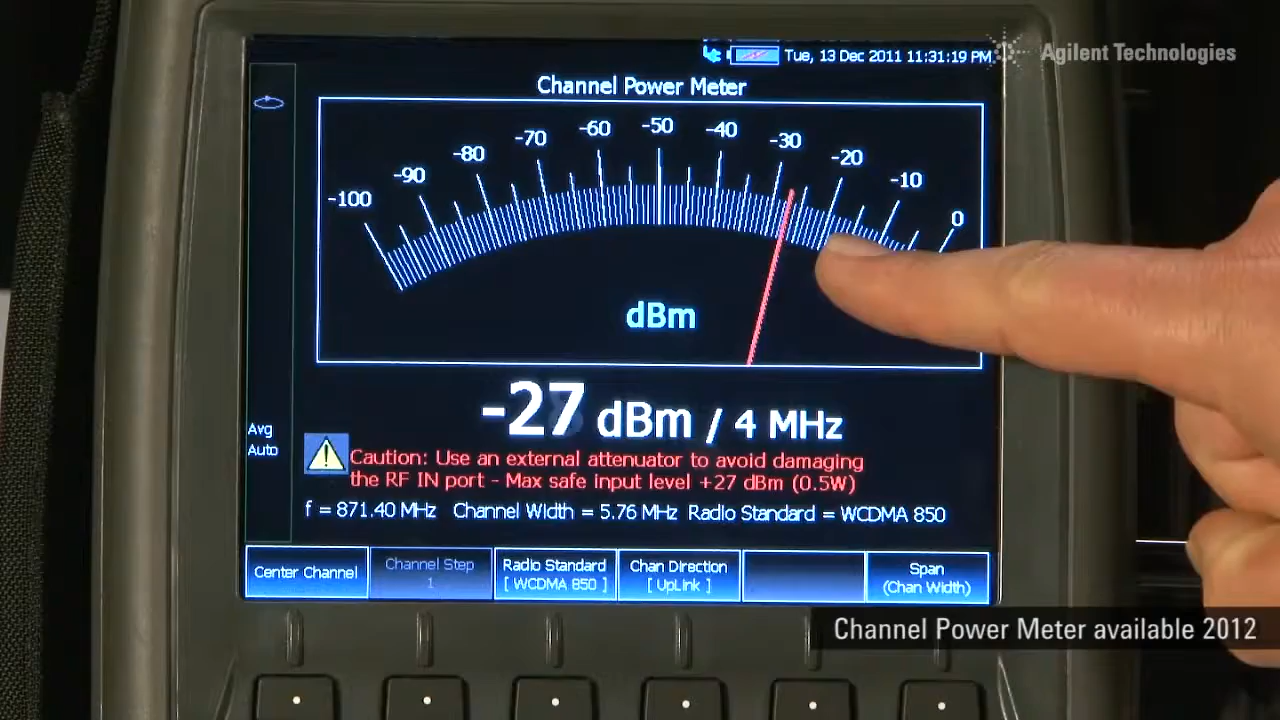 Tue, 13 Dec 2011 11:31:19 PM
Agilent Technologies
Channel Power Meter
-100 -90 -80 -70 -60 -50 -40 -30 -20 -10 0
dBm
-27 dBm / 4 MHz
Avg
Auto
Caution: Use an external attenuator to avoid damaging
the RF IN port - Max safe input level +27 dBm (0.5W)
f = 871.40 MHz Channel Width = 5.76 MHz Radio Standard = WCDMA 850
Center Channel
Channel Step
1
Radio Standard
[ WCDMA 850 ]
Chan Direction
[ UpLink ]
Span
(Chan Width)
Channel Power Meter available 2012